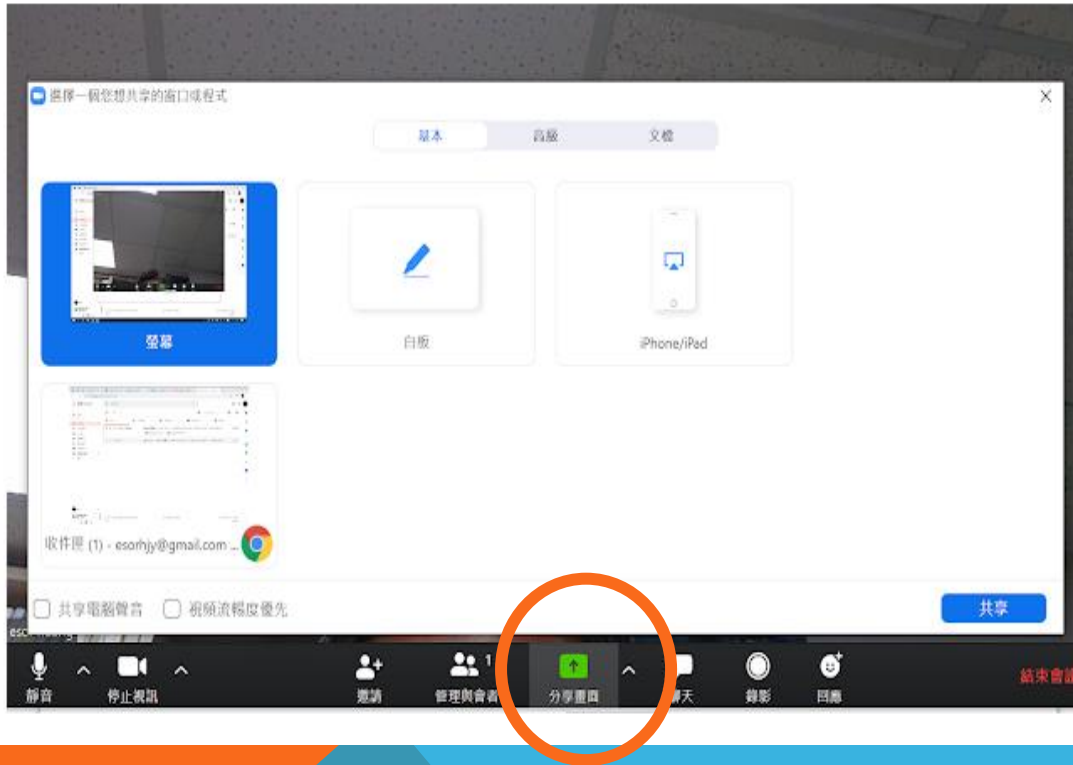 選擇一個您想共享的窗口或程式
基本 高級 文檔
螢幕 白板 iPhone/iPad
收件匣 (1) - esorhjy@gmail.com ...
共享電腦聲音 視頻流暢度優先 共享
靜音 停止視訊 邀請 管理與會者 1 分享畫面 聊天 錄影 回應 結束會議